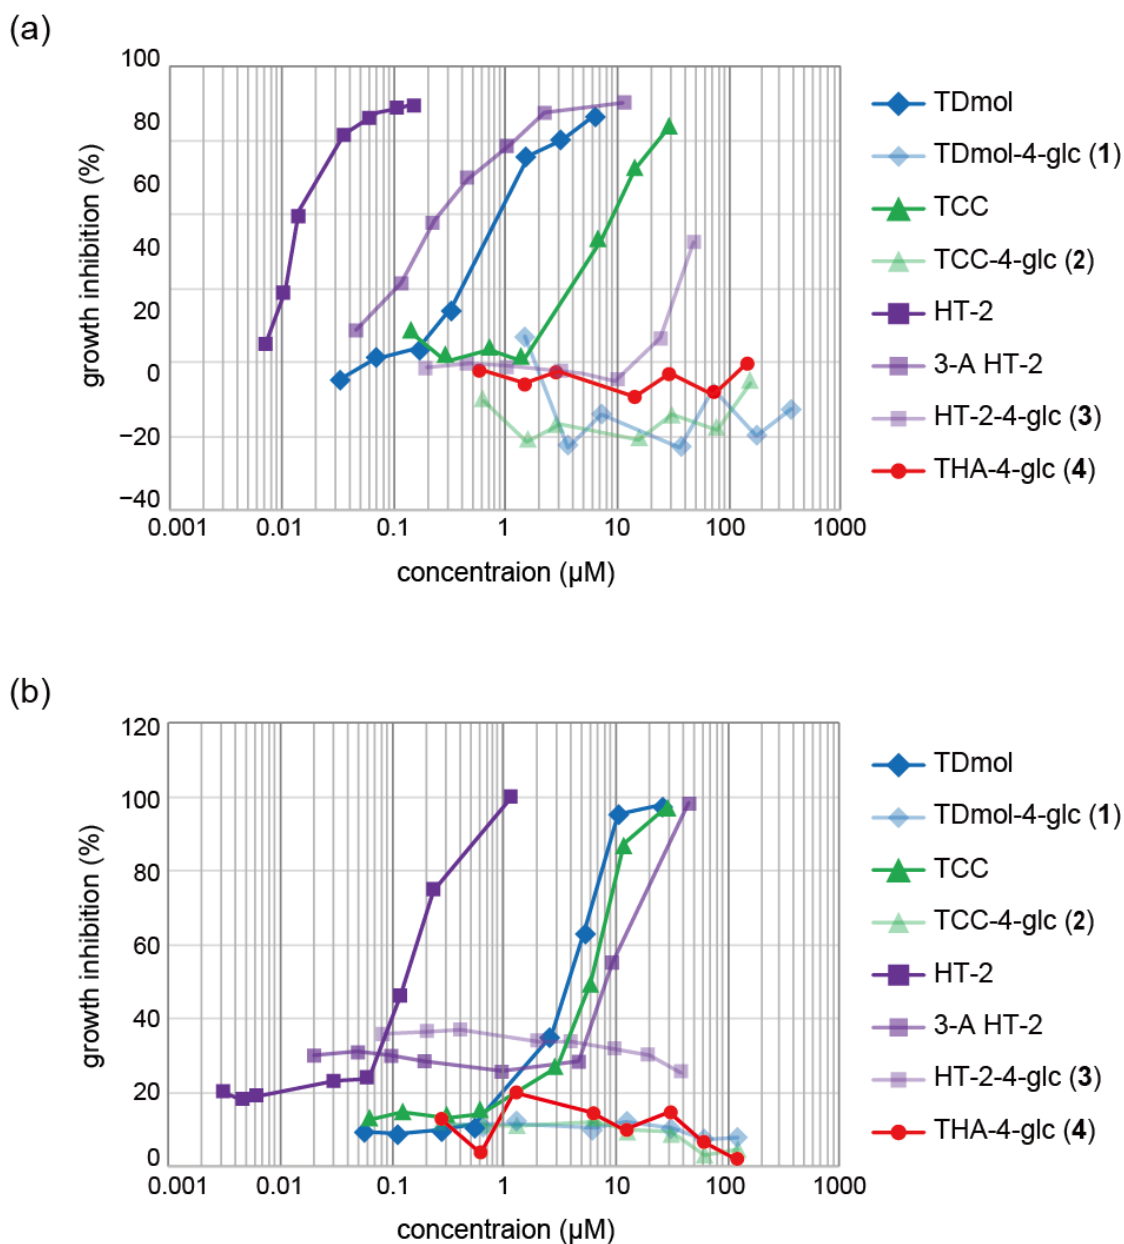 (a)
growth inhibition (%)
100
80
60
40
20
0
−20
−40
0.001
0.01
0.1
1
10
100
1000
concentraion (µM)
TDmol
TDmol-4-glc (1)
TCC
TCC-4-glc (2)
HT-2
3-A HT-2
HT-2-4-glc (3)
THA-4-glc (4)
(b)
growth inhibition (%)
120
100
80
60
40
20
0
0.001
0.01
0.1
1
10
100
1000
concentraion (µM)
TDmol
TDmol-4-glc (1)
TCC
TCC-4-glc (2)
HT-2
3-A HT-2
HT-2-4-glc (3)
THA-4-glc (4)